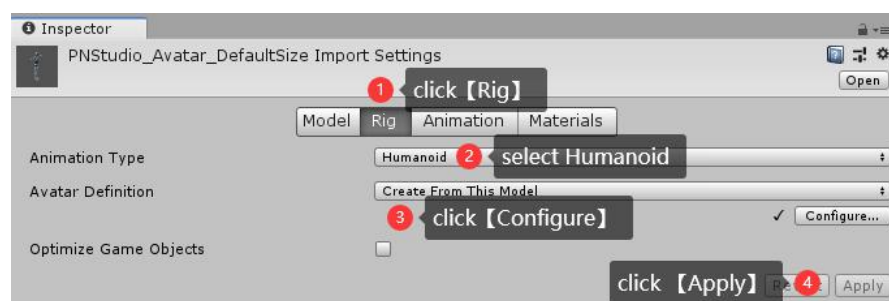 Inspector
PNStudio_Avatar_DefaultSize Import Settings
Open
1 click【Rig】
Model Rig Animation Materials
Animation Type Humanoid 2 select Humanoid
Avatar Definition Create From This Model
3 click【Configure】 ✓ Configure...
Optimize Game Objects
click 【Apply】 4 Apply